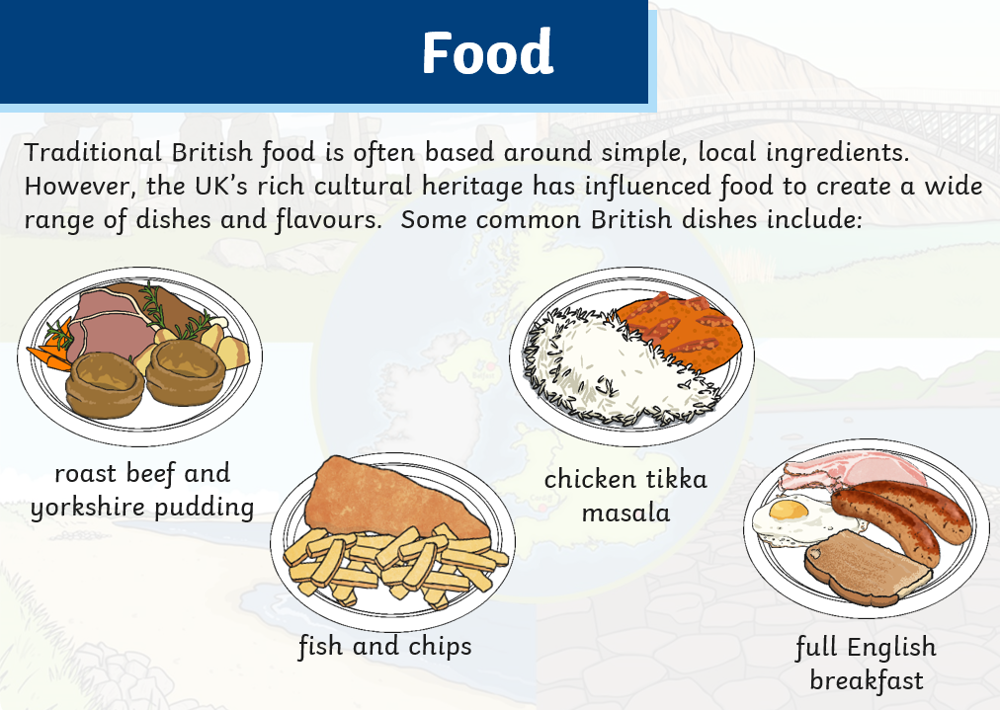 Food
Traditional British food is often based around simple, local ingredients.
However, the UK's rich cultural heritage has influenced food to create a wide
range of dishes and flavours.  Some common British dishes include:
roast beef and
yorkshire pudding
fish and chips
chicken tikka
masala
full English
breakfast